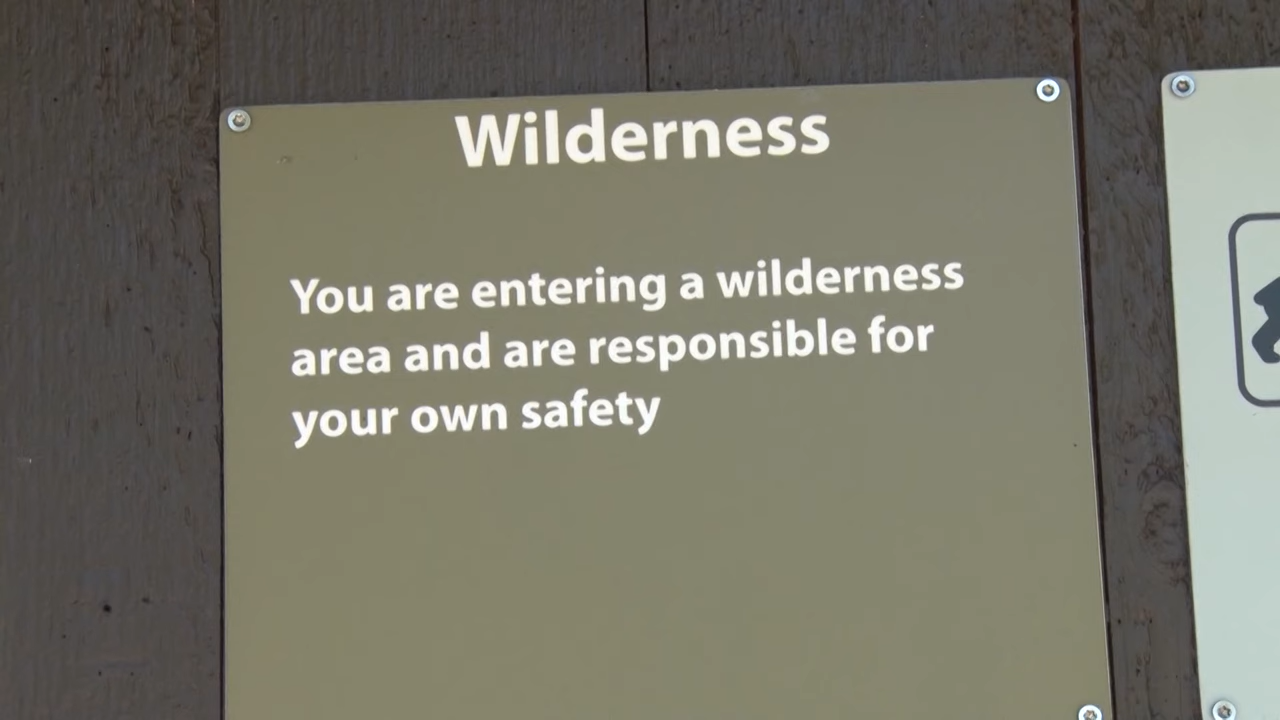 Wilderness
You are entering a wilderness
area and are responsible for
your own safety